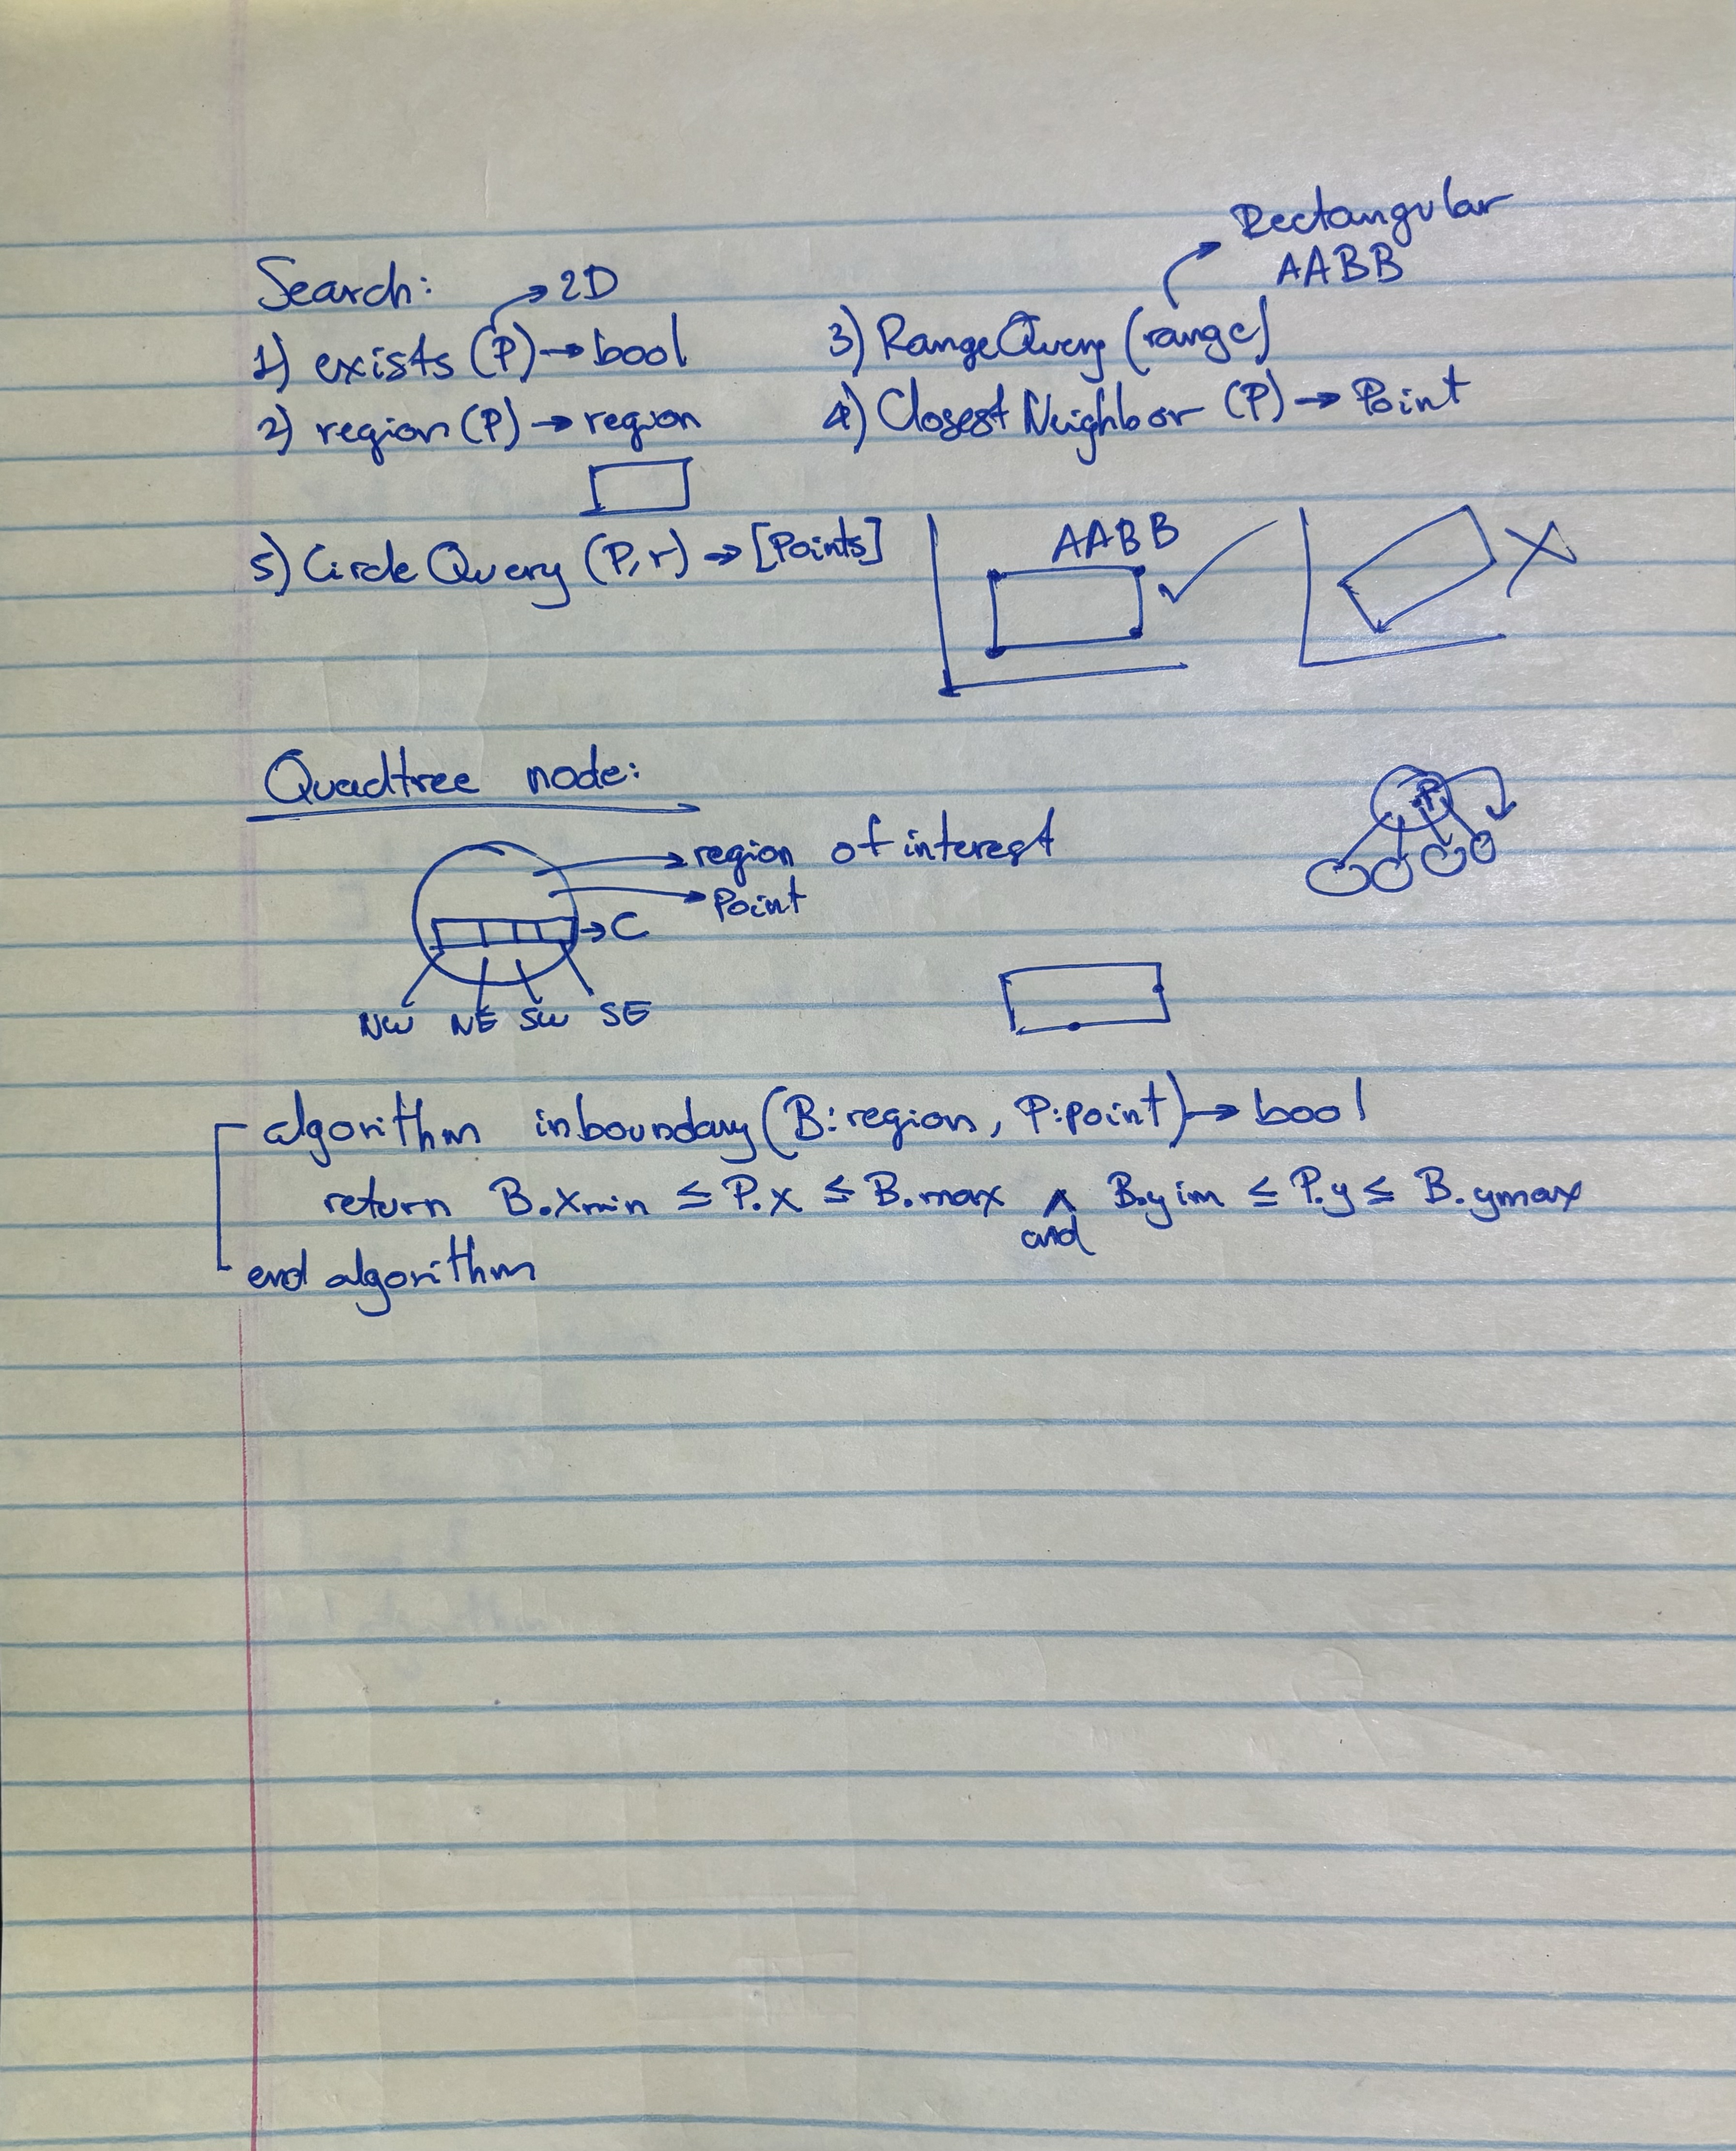 Rectangular
AABB
Search:
→ 2D
1) exists (P) → bool
3) RangeQuery (range)
2) region (P) → region
4) Closest Neighbor (P) → Point
5) Circle Query (P, r) → [Points]
AABB
Quadtree node:
P
→ region of interest
→ Point
→ C
NW NE SW SE
algorithm inboundary (B: region, P: point) → bool
return B.xmin ≤ P.x ≤ B.max ∧ B.yim ≤ P.y ≤ B.ymax
and
end algorithm